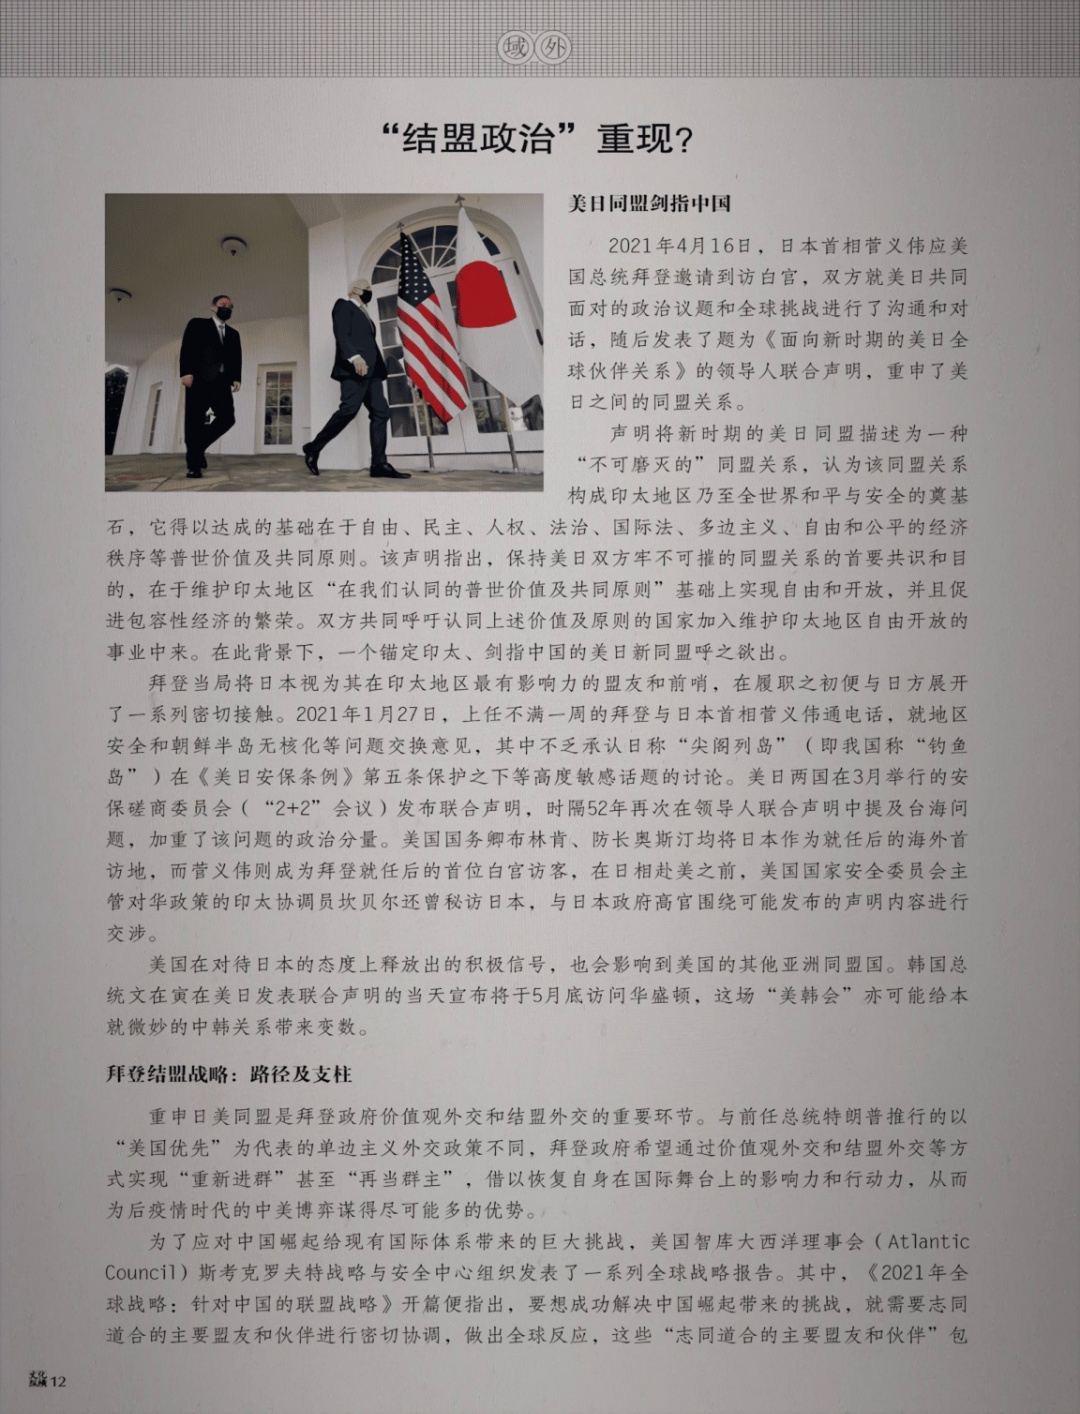 域外
“结盟政治”重现?
美日同盟剑指中国
2021年4月16日，日本首相菅义伟应美
国总统拜登邀请到访白宫，双方就美日共同
面对的政治议题和全球挑战进行了沟通和对
话，随后发表了题为《面向新时期的美日全
球伙伴关系》的领导人联合声明，重申了美
日之间的同盟关系。
声明将新时期的美日同盟描述为一种
“不可磨灭的”同盟关系，认为该同盟关系
构成印太地区乃至全世界和平与安全的奠基
石，它得以达成的基础在于自由、民主、人权、法治、国际法、多边主义、自由和公平的经济
秩序等普世价值及共同原则。该声明指出，保持美日双方牢不可摧的同盟关系的首要共识和目
的，在于维护印太地区“在我们认同的普世价值及共同原则”基础上实现自由和开放，并且促
进包容性经济的繁荣。双方共同呼吁认同上述价值及原则的国家加入维护印太地区自由开放的
事业中来。在此背景下，一个锚定印太、剑指中国的美日新同盟呼之欲出。
拜登当局将日本视为其在印太地区最有影响力的盟友和前哨，在履职之初便与日方展开
了一系列密切接触。2021年1月27日，上任不满一周的拜登与日本首相菅义伟通电话，就地区
安全和朝鲜半岛无核化等问题交换意见，其中不乏承认日称“尖阁列岛”（即我国称“钓鱼
岛”）在《美日安保条例》第五条保护之下等高度敏感话题的讨论。美日两国在3月举行的安
保磋商委员会（“2+2”会议）发布联合声明，时隔52年再次在领导人联合声明中提及台海问
题，加重了该问题的政治分量。美国国务卿布林肯、防长奥斯汀均将日本作为就任后的海外首
访地，而菅义伟则成为拜登就任后的首位白宫访客，在日相赴美之前，美国国家安全委员会主
管对华政策的印太协调员坎贝尔还曾秘访日本，与日本政府高官围绕可能发布的声明内容进行
交涉。
美国在对待日本的态度上释放出的积极信号，也会影响到美国的其他亚洲同盟国。韩国总
统文在寅在美日发表联合声明的当天宣布将于5月底访问华盛顿，这场“美韩会”亦可能给本
就微妙的中韩关系带来变数。
拜登结盟战略：路径及支柱
重申日美同盟是拜登政府价值观外交和结盟外交的重要环节。与前任总统特朗普推行的以
“美国优先”为代表的单边主义外交政策不同，拜登政府希望通过价值观外交和结盟外交等方
式实现“重新进群”甚至“再当群主”，借以恢复自身在国际舞台上的影响力和行动力，从而
为后疫情时代的中美博弈谋得尽可能多的优势。
为了应对中国崛起给现有国际体系带来的巨大挑战，美国智库大西洋理事会（Atlantic
Council）斯考克罗夫特战略与安全中心组织发表了一系列全球战略报告。其中，《2021年全
球战略：针对中国的联盟战略》开篇便指出，要想成功解决中国崛起带来的挑战，就需要志同
道合的主要盟友和伙伴进行密切协调，做出全球反应，这些“志同道合的主要盟友和伙伴”包
文化纵横 12